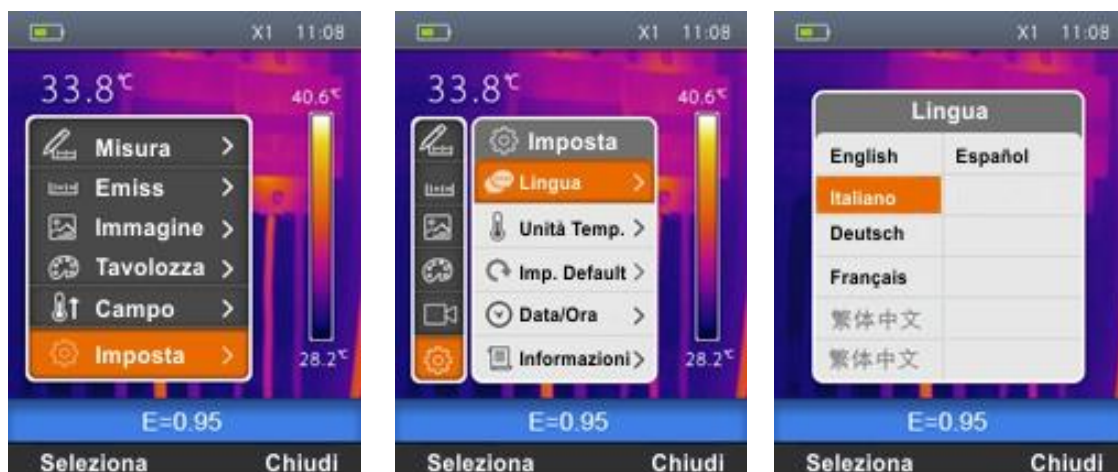 X1 11:08
33.8℃
40.6℃
Misura
Emiss
Immagine
Tavolozza
Campo
Imposta
28.2℃
E=0.95
Seleziona Chiudi
X1 11:08
33.8℃
40.6℃
Imposta
Lingua
Unità Temp.
Imp. Default
Data/Ora
Informazioni
28.2℃
E=0.95
Seleziona Chiudi
X1 11:08
Lingua
English Español
Italiano
Deutsch
Français
繁体中文
繁体中文
E=0.95
Seleziona Chiudi